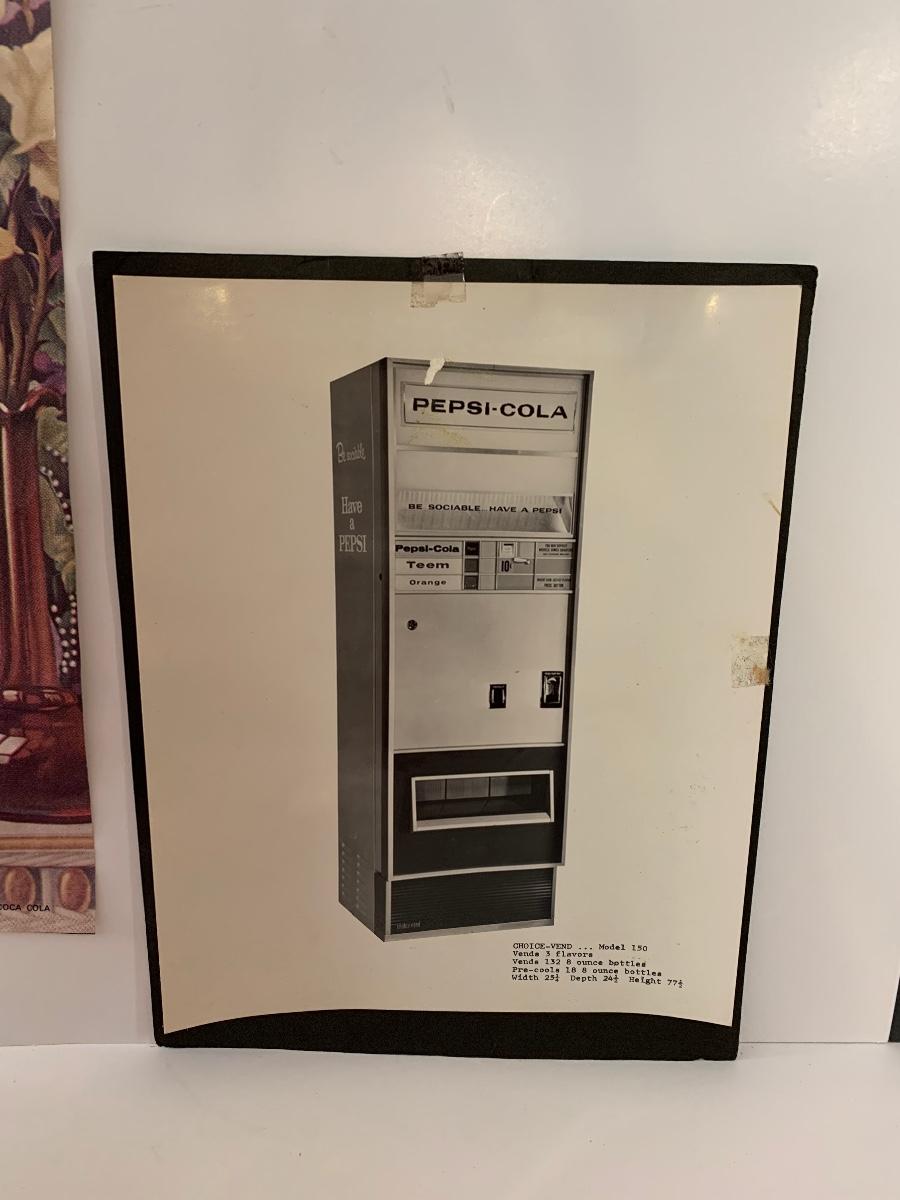 PEPSI-COLA
Be sociable,
Have
a
PEPSI
BE SOCIABLE... HAVE A PEPSI
Pepsi-Cola
Teem
Orange
10¢
CHOICE-VEND ... Model 150
Vends 3 flavors
Vends 132 8 ounce bottles
Pre-cools 18 8 ounce bottles
Width 25¼ Depth 24½ Height 77½
COCA COLA